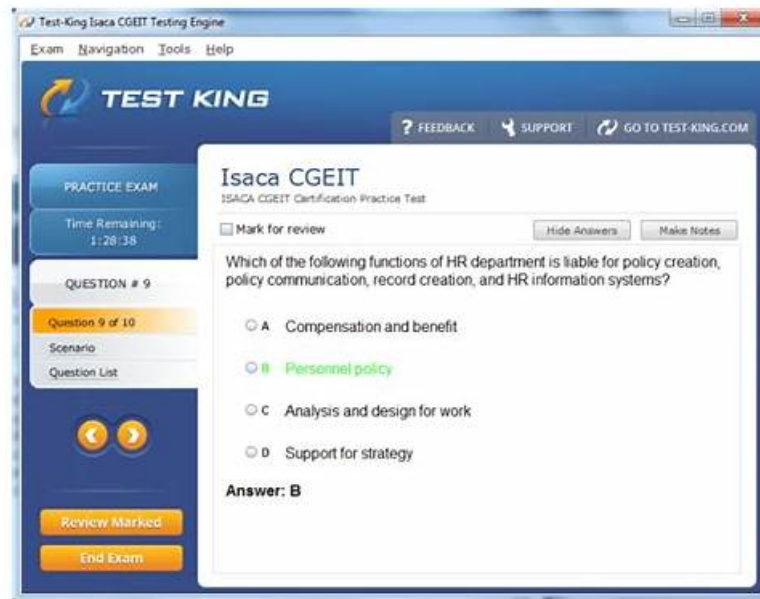 Test-King Isaca CGEIT Testing Engine
Exam Navigation Tools Help
TEST KING
? FEEDBACK SUPPORT GO TO TEST-KING.COM
PRACTICE EXAM
Time Remaining:
1:28:38
QUESTION # 9
Question 9 of 10
Scenario
Question List
Review Marked
End Exam
Isaca CGEIT
ISACA CGEIT Certification Practice Test
Mark for review Hide Answers Make Notes
Which of the following functions of HR department is liable for policy creation,
policy communication, record creation, and HR information systems?
A Compensation and benefit
B Personnel policy
C Analysis and design for work
D Support for strategy
Answer: B